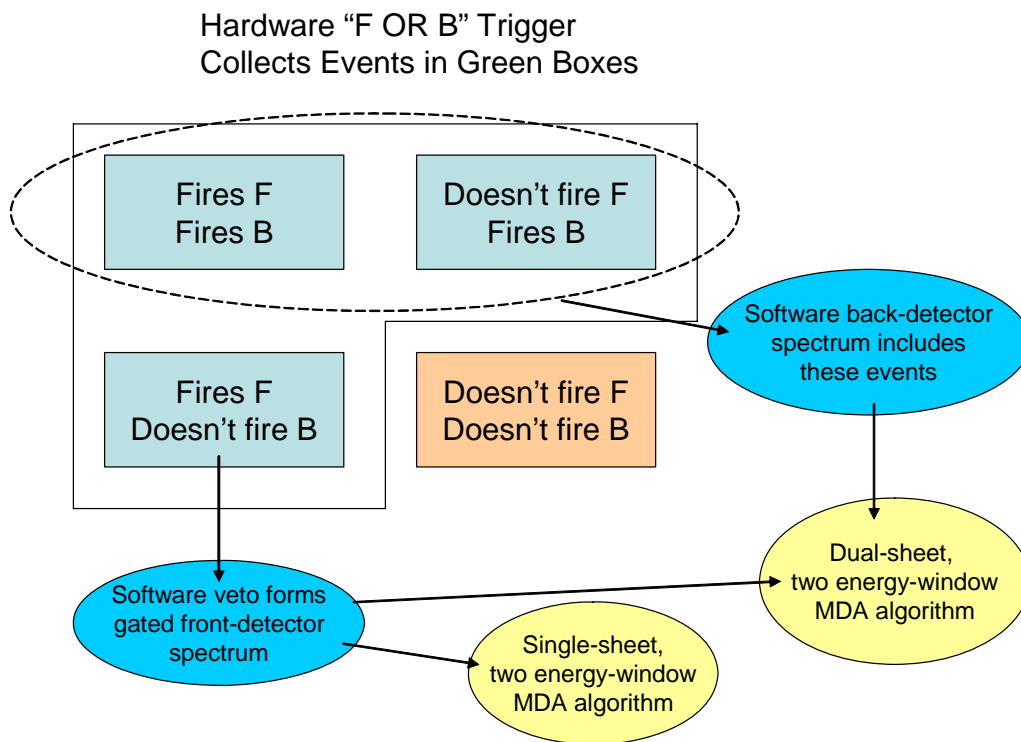 Hardware “F OR B” Trigger
Collects Events in Green Boxes
Fires F
Fires B
Doesn't fire F
Fires B
Software back-detector
spectrum includes
these events
Fires F
Doesn't fire B
Doesn't fire F
Doesn't fire B
Dual-sheet,
two energy-window
MDA algorithm
Software veto forms
gated front-detector
spectrum
Single-sheet,
two energy-window
MDA algorithm